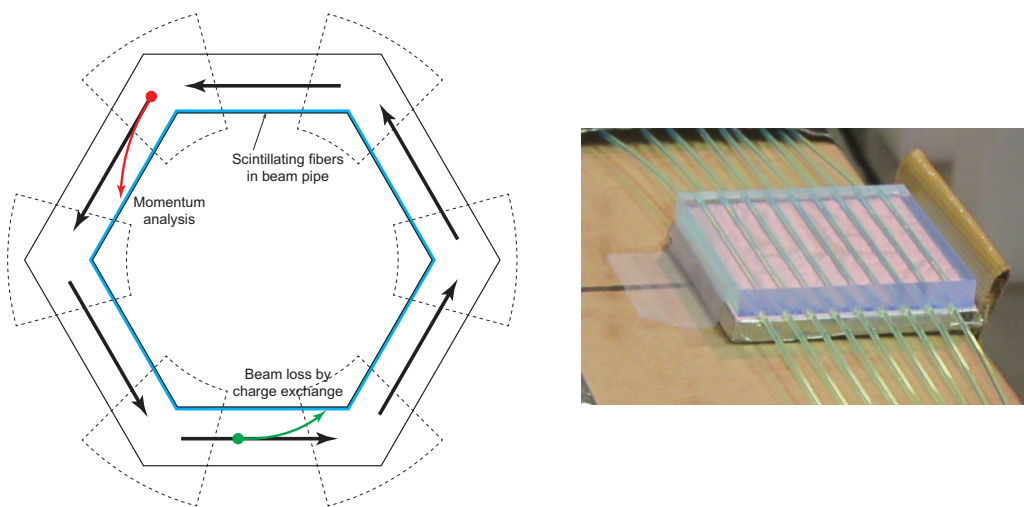 Scintillating fibers
in beam pipe
Momentum
analysis
Beam loss by
charge exchange